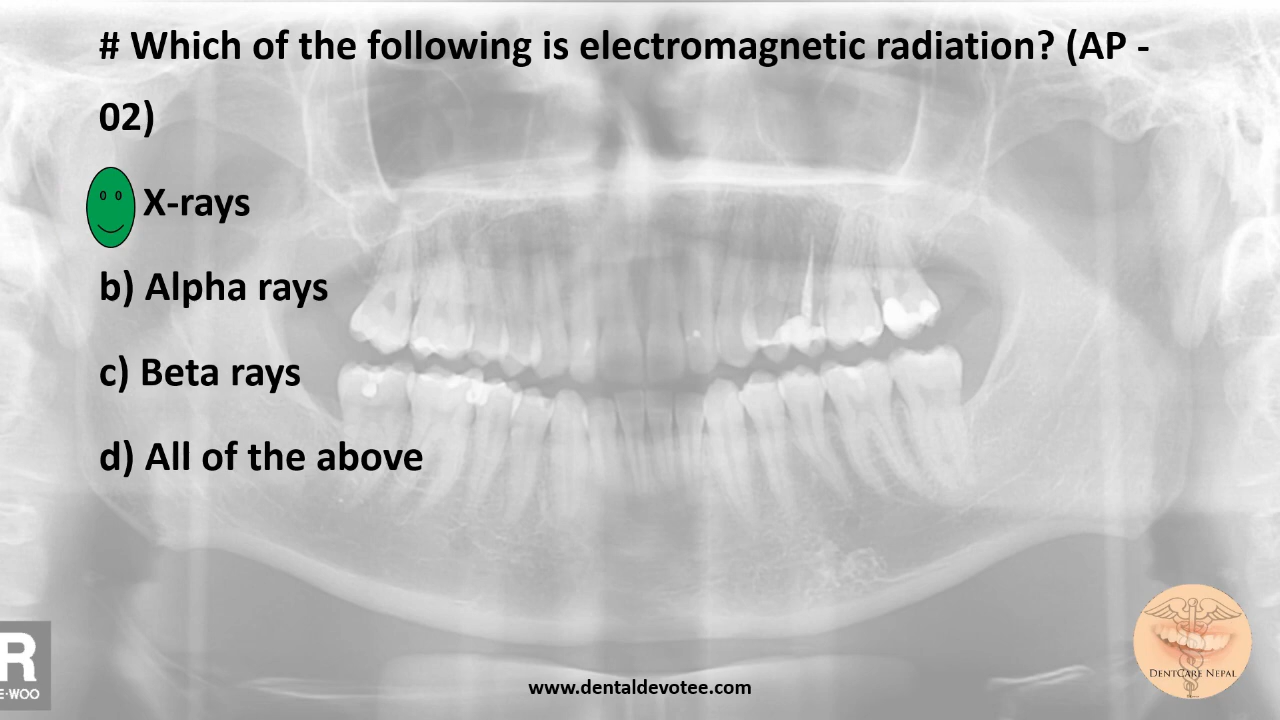 # Which of the following is electromagnetic radiation? (AP -
02)
X-rays
b) Alpha rays
c) Beta rays
d) All of the above
R
E-WOO
www.dentaldevotee.com
DENTCARE NEPAL